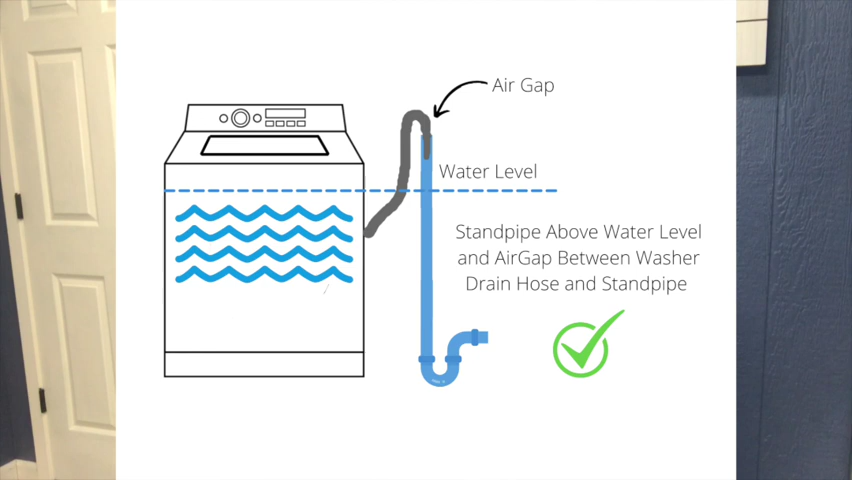 Air Gap
Water Level
Standpipe Above Water Level
and AirGap Between Washer
Drain Hose and Standpipe